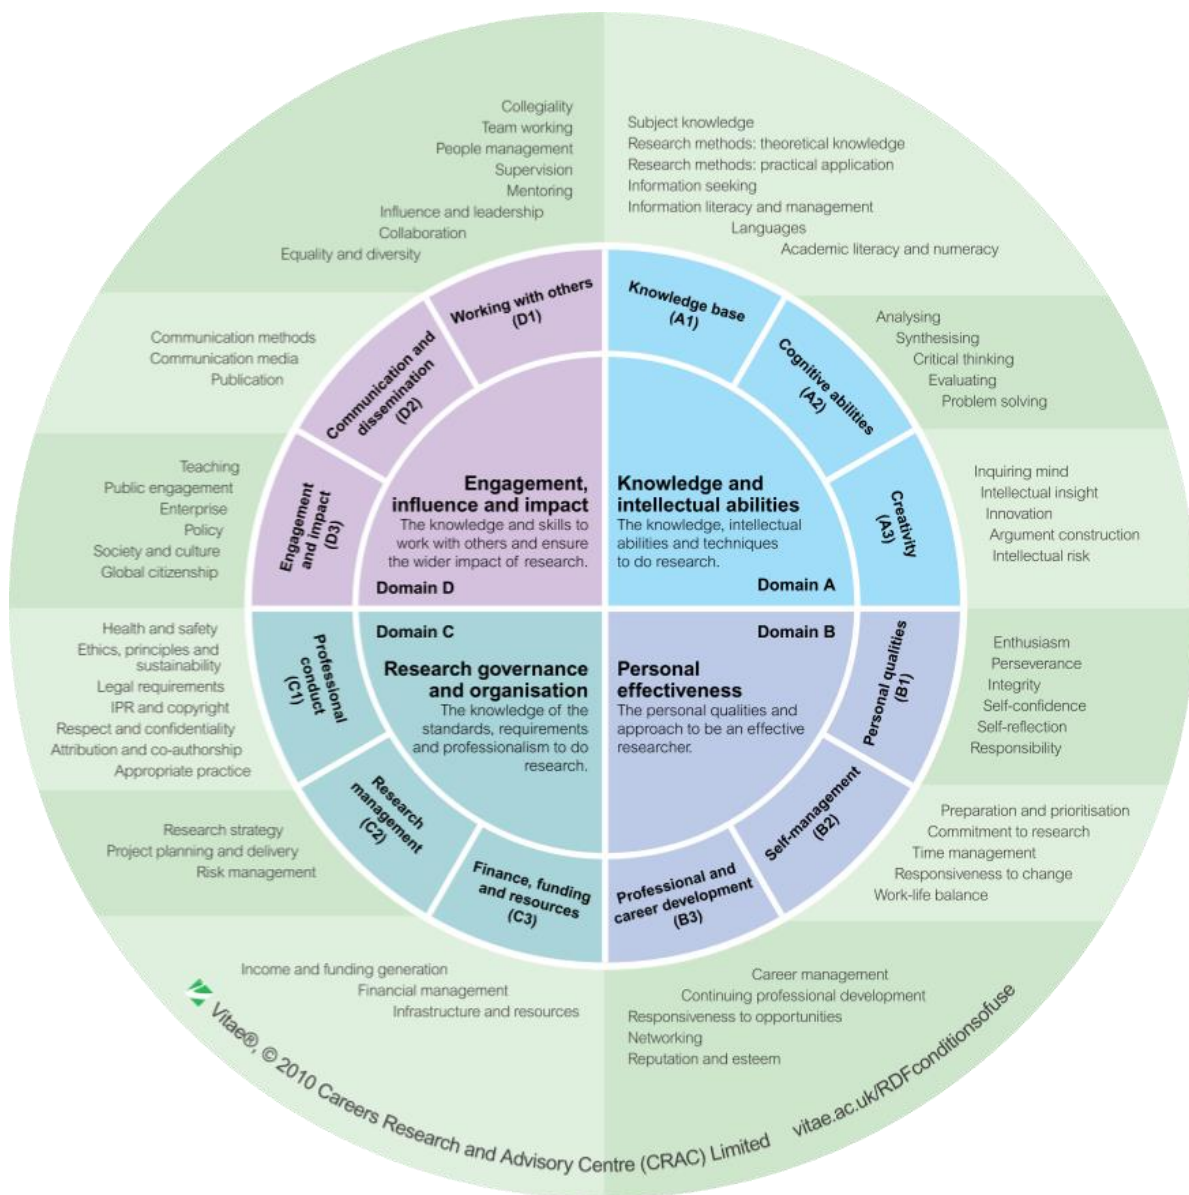 Collegiality
Team working
People management
Supervision
Mentoring
Influence and leadership
Collaboration
Equality and diversity
Subject knowledge
Research methods: theoretical knowledge
Research methods: practical application
Information seeking
Information literacy and management
Languages
Academic literacy and numeracy
Working with others
(D1)
Knowledge base
(A1)
Communication methods
Communication media
Publication
Communication and
dissemination
(D2)
Cognitive abilities
(A2)
Analysing
Synthesising
Critical thinking
Evaluating
Problem solving
Teaching
Public engagement
Enterprise
Policy
Society and culture
Global citizenship
Engagement
and impact
(D3)
Engagement,
influence and impact
The knowledge and skills to
work with others and ensure
the wider impact of research.
Domain D
Knowledge and
intellectual abilities
The knowledge, intellectual
abilities and techniques
to do research.
Domain A
Creativity
(A3)
Inquiring mind
Intellectual insight
Innovation
Argument construction
Intellectual risk
Health and safety
Ethics, principles and
sustainability
Legal requirements
IPR and copyright
Respect and confidentiality
Attribution and co-authorship
Appropriate practice
Professional
conduct
(C1)
Domain C
Research governance
and organisation
The knowledge of the
standards, requirements
and professionalism to do
research.
Domain B
Personal
effectiveness
The personal qualities and
approach to be an effective
researcher.
Personal qualities
(B1)
Enthusiasm
Perseverance
Integrity
Self-confidence
Self-reflection
Responsibility
Research strategy
Project planning and delivery
Risk management
Research
management
(C2)
Self-management
(B2)
Preparation and prioritisation
Commitment to research
Time management
Responsiveness to change
Work-life balance
Finance, funding
and resources
(C3)
Professional and
career development
(B3)
Income and funding generation
Financial management
Infrastructure and resources
Career management
Continuing professional development
Responsiveness to opportunities
Networking
Reputation and esteem
Vitae®, © 2010 Careers Research and Advisory Centre (CRAC) Limited
vitae.ac.uk/RDFconditionsofuse